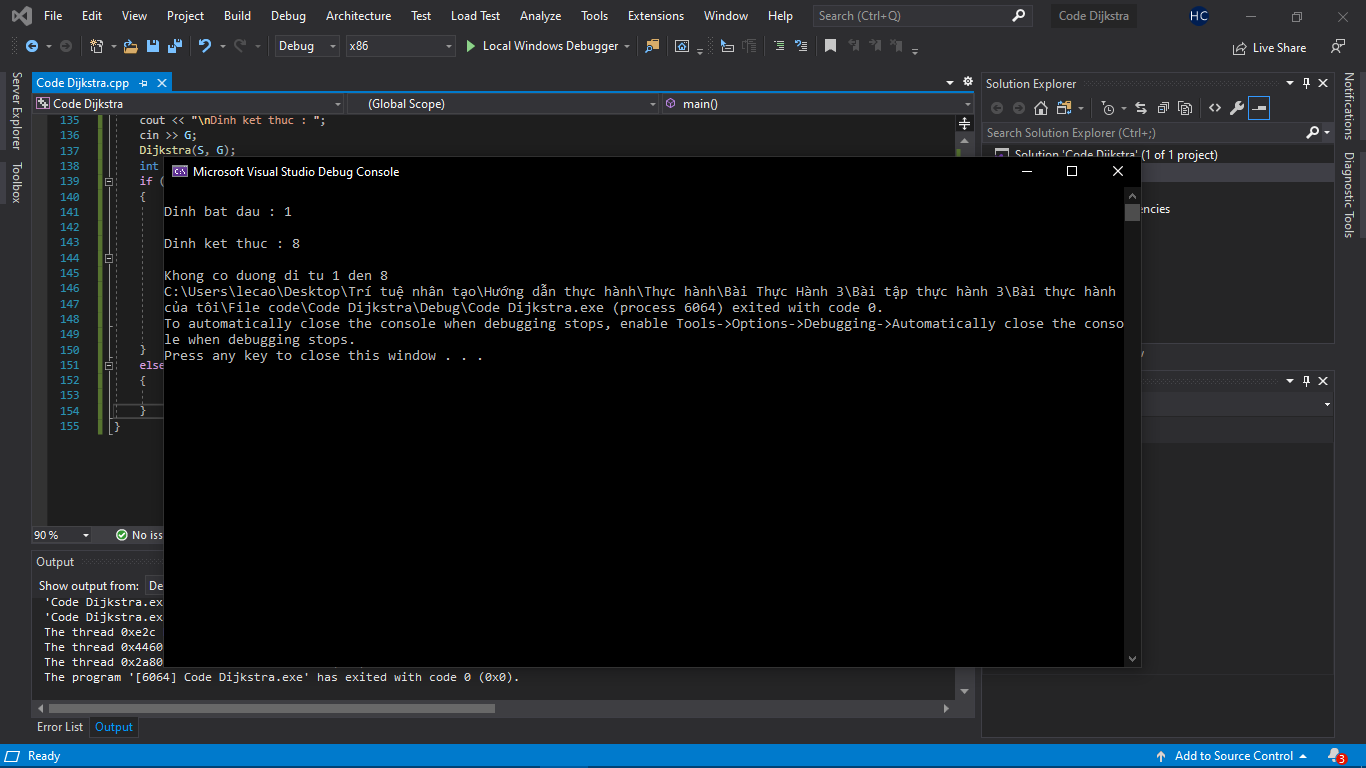 File Edit View Project Build Debug Architecture Test Load Test Analyze Tools Extensions Window Help Search (Ctrl+Q) Code Dijkstra HC
Debug x86 Local Windows Debugger Live Share
Server Explorer
Toolbox
Code Dijkstra.cpp
Code Dijkstra (Global Scope) main()
135 cout << "\nDinh ket thuc : ";
136 cin >> G;
137 Dijkstra(S, G);
138 int
139 if (
140 {
141
142
143
144
145
146
147
148
149
150 }
151 else
152 {
153
154 }
155 }
Microsoft Visual Studio Debug Console
Dinh bat dau : 1
Dinh ket thuc : 8
Khong co duong di tu 1 den 8
C:\Users\lecao\Desktop\Trí tuệ nhân tạo\Hướng dẫn thực hành\Thực hành\Bài Thực Hành 3\Bài tập thực hành 3\Bài thực hành
của tôi\File code\Code Dijkstra\Debug\Code Dijkstra.exe (process 6064) exited with code 0.
To automatically close the console when debugging stops, enable Tools->Options->Debugging->Automatically close the conso
le when debugging stops.
Press any key to close this window . . .
90 % No iss
Output
Show output from: De
'Code Dijkstra.ex
'Code Dijkstra.ex
The thread 0xe2c
The thread 0x4460
The thread 0x2a80
The program '[6064] Code Dijkstra.exe' has exited with code 0 (0x0).
Error List Output
Solution Explorer
Search Solution Explorer (Ctrl+;)
Solution 'Code Dijkstra' (1 of 1 project)
encies
Notifications
Diagnostic Tools
Ready Add to Source Control 3